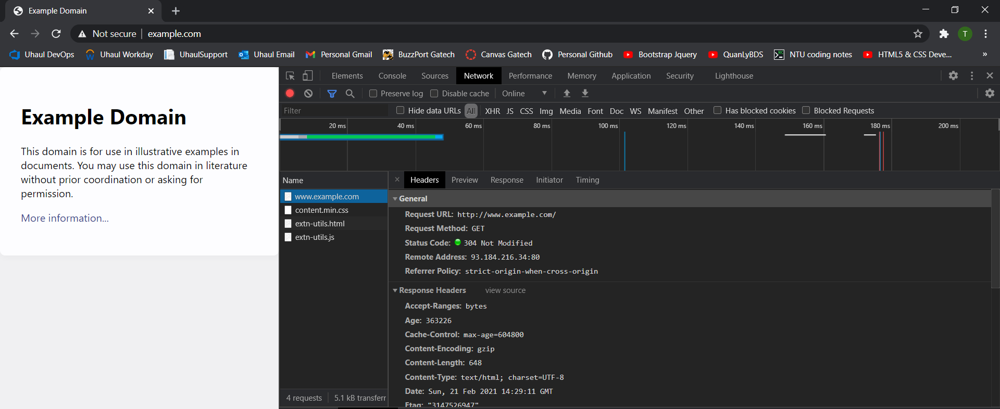 Example Domain
Not secure example.com
T
Uhaul DevOps Uhaul Workday UhaulSupport Uhaul Email Personal Gmail BuzzPort Gatech Canvas Gatech Personal Github Bootstrap Jquery QuanLyBDS NTU coding notes HTML5 & CSS Deve... »
Example Domain
This domain is for use in illustrative examples in
documents. You may use this domain in literature
without prior coordination or asking for
permission.
More information...
Elements Console Sources Network Performance Memory Application Security Lighthouse
Preserve log Disable cache Online
Filter Hide data URLs All XHR JS CSS Img Media Font Doc WS Manifest Other Has blocked cookies Blocked Requests
20 ms 40 ms 60 ms 80 ms 100 ms 120 ms 140 ms 160 ms 180 ms 200 ms
Name
www.example.com
content.min.css
extn-utils.html
extn-utils.js
4 requests 5.1 kB transferr
Headers Preview Response Initiator Timing
General
Request URL: http://www.example.com/
Request Method: GET
Status Code: 304 Not Modified
Remote Address: 93.184.216.34:80
Referrer Policy: strict-origin-when-cross-origin
Response Headers view source
Accept-Ranges: bytes
Age: 363226
Cache-Control: max-age=604800
Content-Encoding: gzip
Content-Length: 648
Content-Type: text/html; charset=UTF-8
Date: Sun, 21 Feb 2021 14:29:11 GMT
Etag: "3147526947"